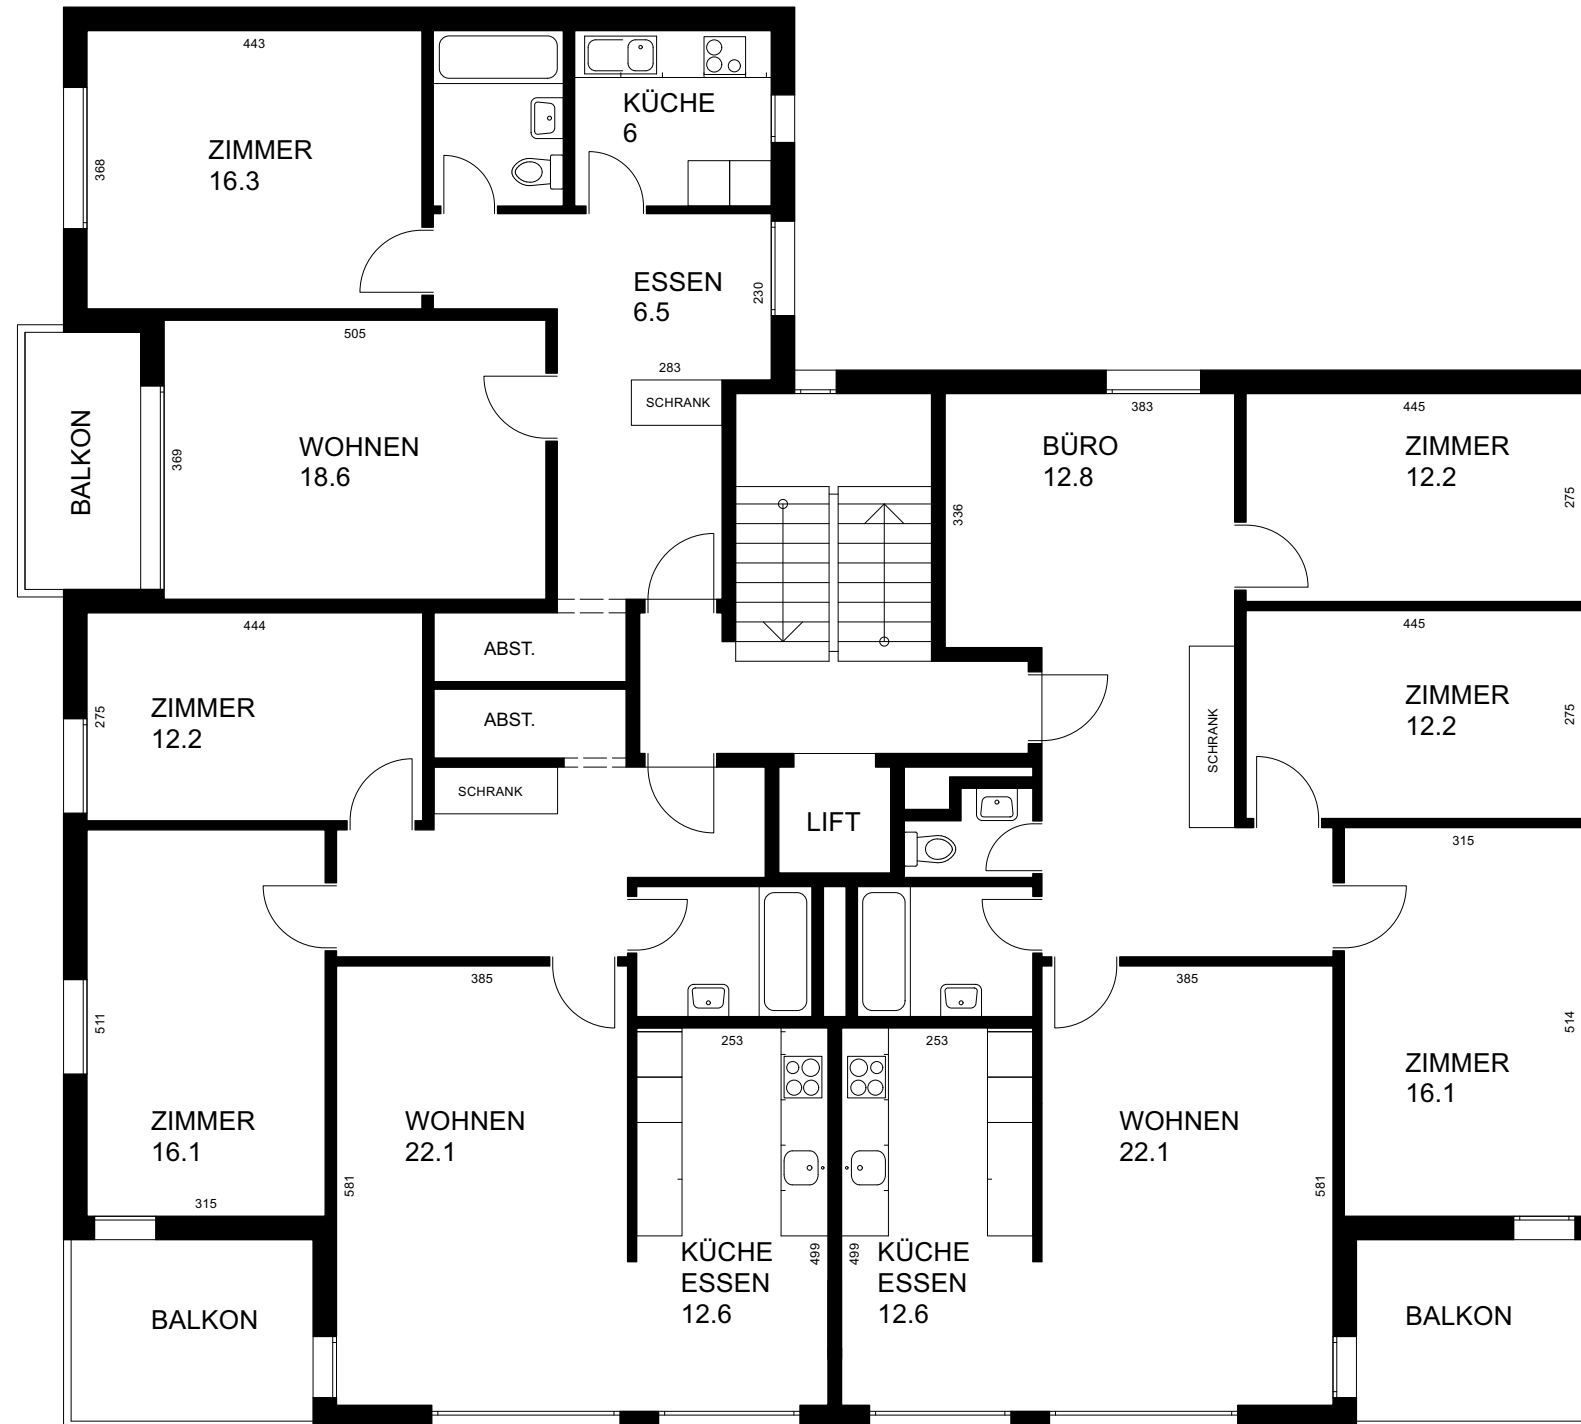 443
KÜCHE
6
ZIMMER
16.3
368
ESSEN
6.5
230
505
283
SCHRANK
BALKON
369
WOHNEN
18.6
383
445
BÜRO
12.8
336
ZIMMER
12.2
275
444
445
ABST.
ZIMMER
12.2
275
ABST.
SCHRANK
ZIMMER
12.2
275
SCHRANK
LIFT
315
385
385
511
253
253
514
ZIMMER
16.1
WOHNEN
22.1
WOHNEN
22.1
ZIMMER
16.1
315
581
581
KÜCHE
ESSEN
12.6
499
499
KÜCHE
ESSEN
12.6
BALKON
BALKON